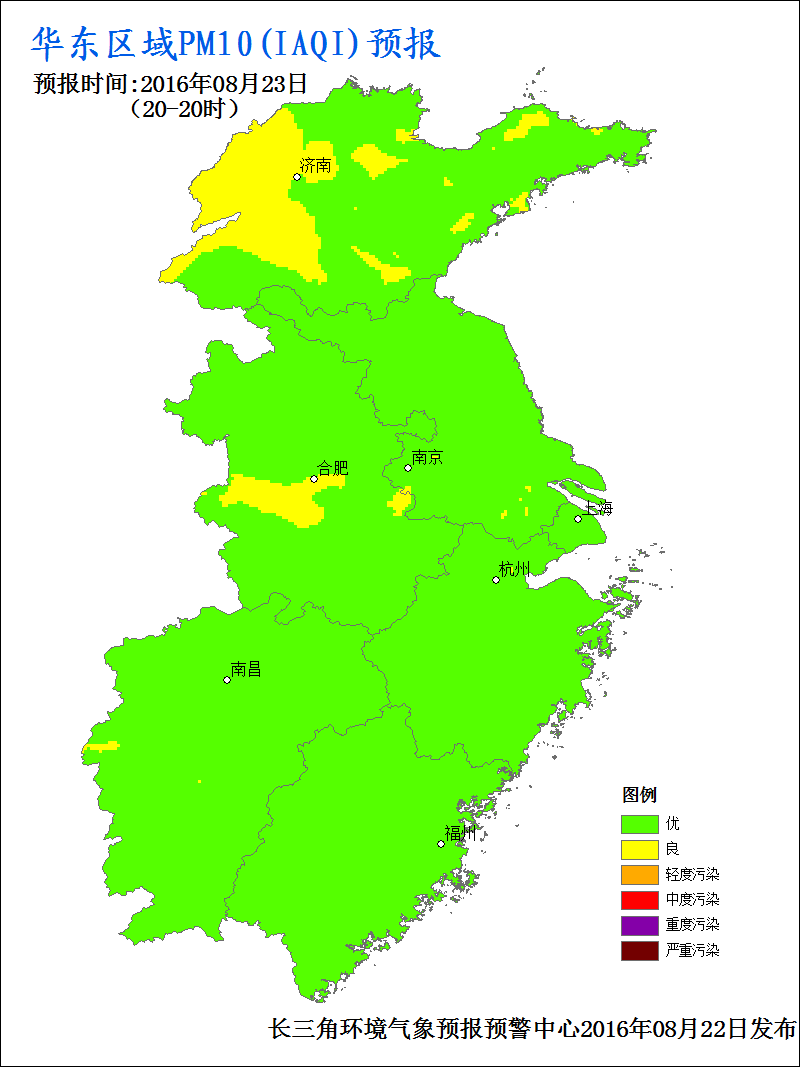 华东区域PM10(IAQI)预报
预报时间:2016年08月23日
（20-20时）
济南
南京
合肥
上海
杭州
南昌
福州
图例
优
良
轻度污染
中度污染
重度污染
严重污染
长三角环境气象预报预警中心2016年08月22日发布